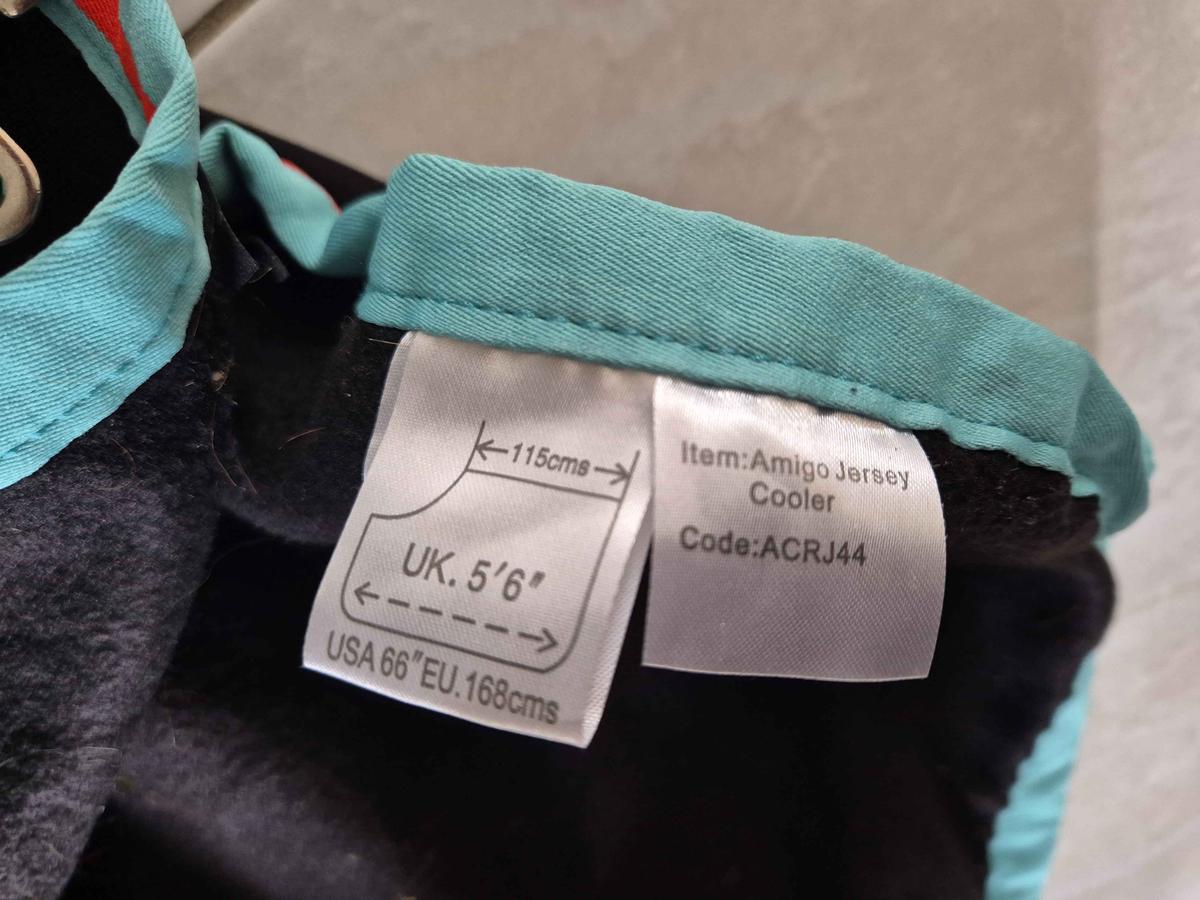 115cms
UK. 5'6"
USA 66" EU.168cms
Item:Amigo Jersey
Cooler
Code:ACRJ44